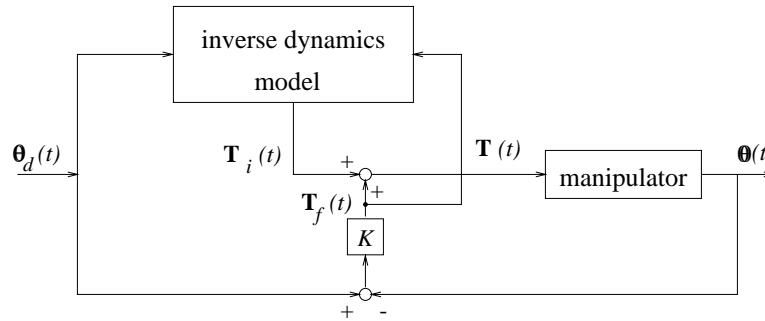 inverse dynamics
model
θd(t)
Ti(t)
T(t)
θ(t
+
+
manipulator
Tf(t)
K
+ -